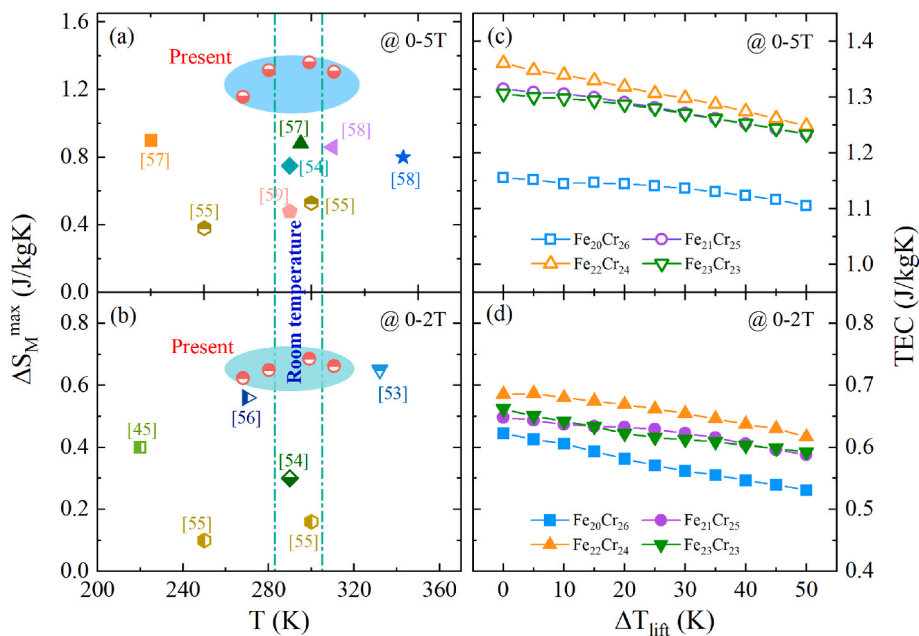 (a)
@ 0-5T
Present
[57]
[57]
[58]
[54]
[58]
[59]
[55]
[55]
1.6
1.2
0.8
0.4
0.0
ΔS_M^max (J/kgK)
Room temperature
(b)
@ 0-2T
Present
[53]
[56]
[45]
[54]
[55]
[55]
0.8
0.6
0.4
0.2
0.0
200
240
280
320
360
T (K)
(c)
@ 0-5T
Fe20Cr26
Fe21Cr25
Fe22Cr24
Fe23Cr23
1.4
1.3
1.2
1.1
1.0
TEC (J/kgK)
(d)
@ 0-2T
Fe20Cr26
Fe21Cr25
Fe22Cr24
Fe23Cr23
0.8
0.7
0.6
0.5
0.4
0
10
20
30
40
50
ΔT_lift (K)